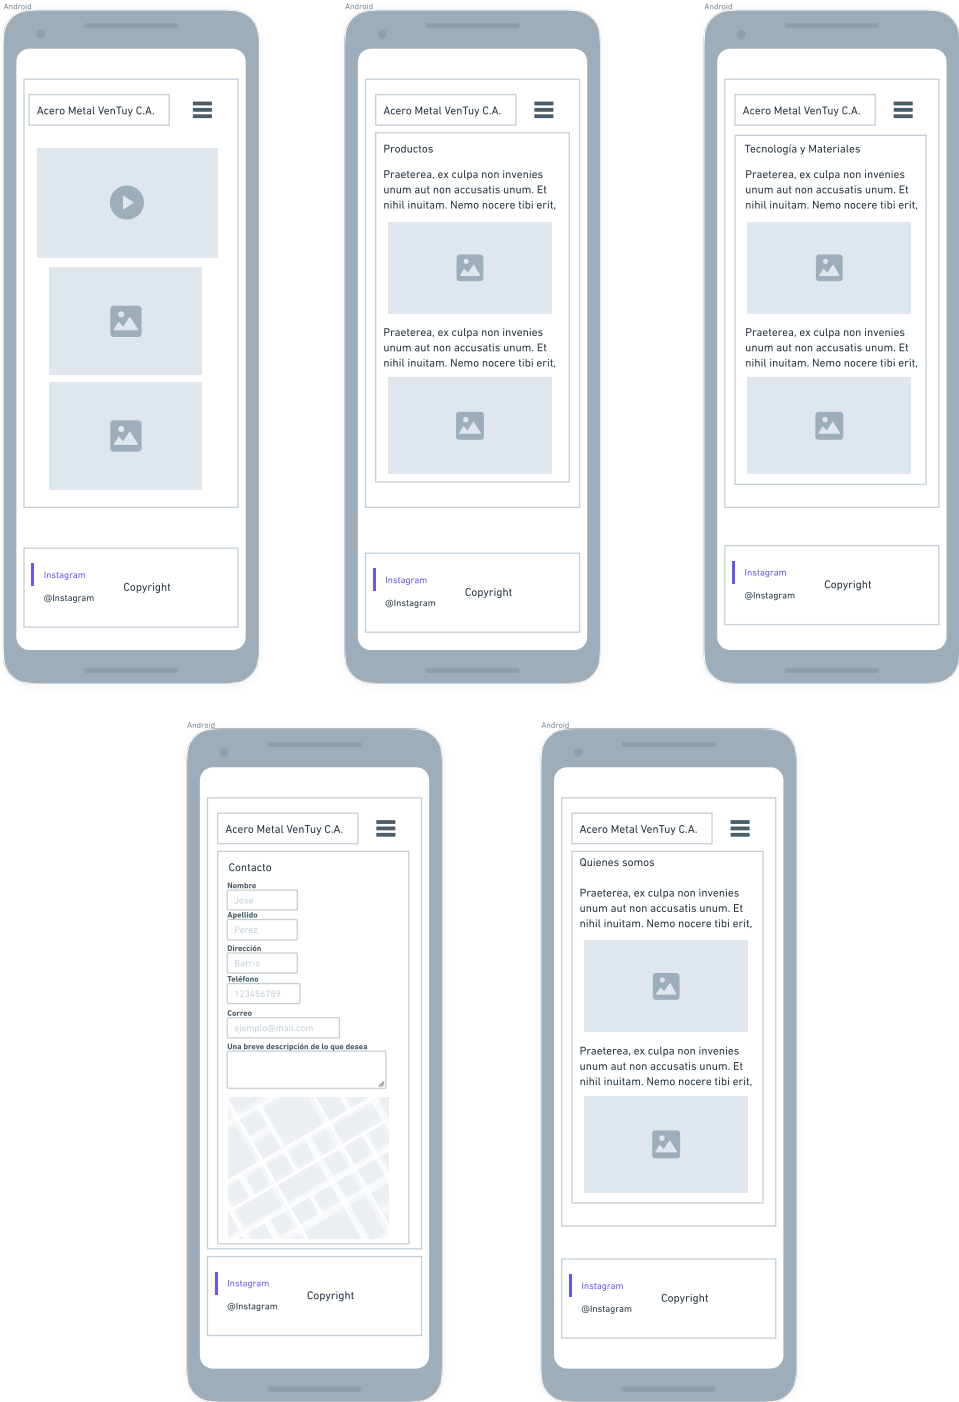 Android
Acero Metal VenTuy C.A.
Instagram
@Instagram
Copyright
Android
Acero Metal VenTuy C.A.
Productos
Praeterea, ex culpa non invenies
unum aut non accusatis unum. Et
nihil inuitam. Nemo nocere tibi erit,
Praeterea, ex culpa non invenies
unum aut non accusatis unum. Et
nihil inuitam. Nemo nocere tibi erit,
Instagram
@Instagram
Copyright
Android
Acero Metal VenTuy C.A.
Tecnología y Materiales
Praeterea, ex culpa non invenies
unum aut non accusatis unum. Et
nihil inuitam. Nemo nocere tibi erit,
Praeterea, ex culpa non invenies
unum aut non accusatis unum. Et
nihil inuitam. Nemo nocere tibi erit,
Instagram
@Instagram
Copyright
Android
Acero Metal VenTuy C.A.
Contacto
Nombre
Jose
Apellido
Perez
Dirección
Barrio
Teléfono
123456789
Correo
ejemplo@mail.com
Una breve descripción de lo que desea
Instagram
@Instagram
Copyright
Android
Acero Metal VenTuy C.A.
Quienes somos
Praeterea, ex culpa non invenies
unum aut non accusatis unum. Et
nihil inuitam. Nemo nocere tibi erit,
Praeterea, ex culpa non invenies
unum aut non accusatis unum. Et
nihil inuitam. Nemo nocere tibi erit,
Instagram
@Instagram
Copyright